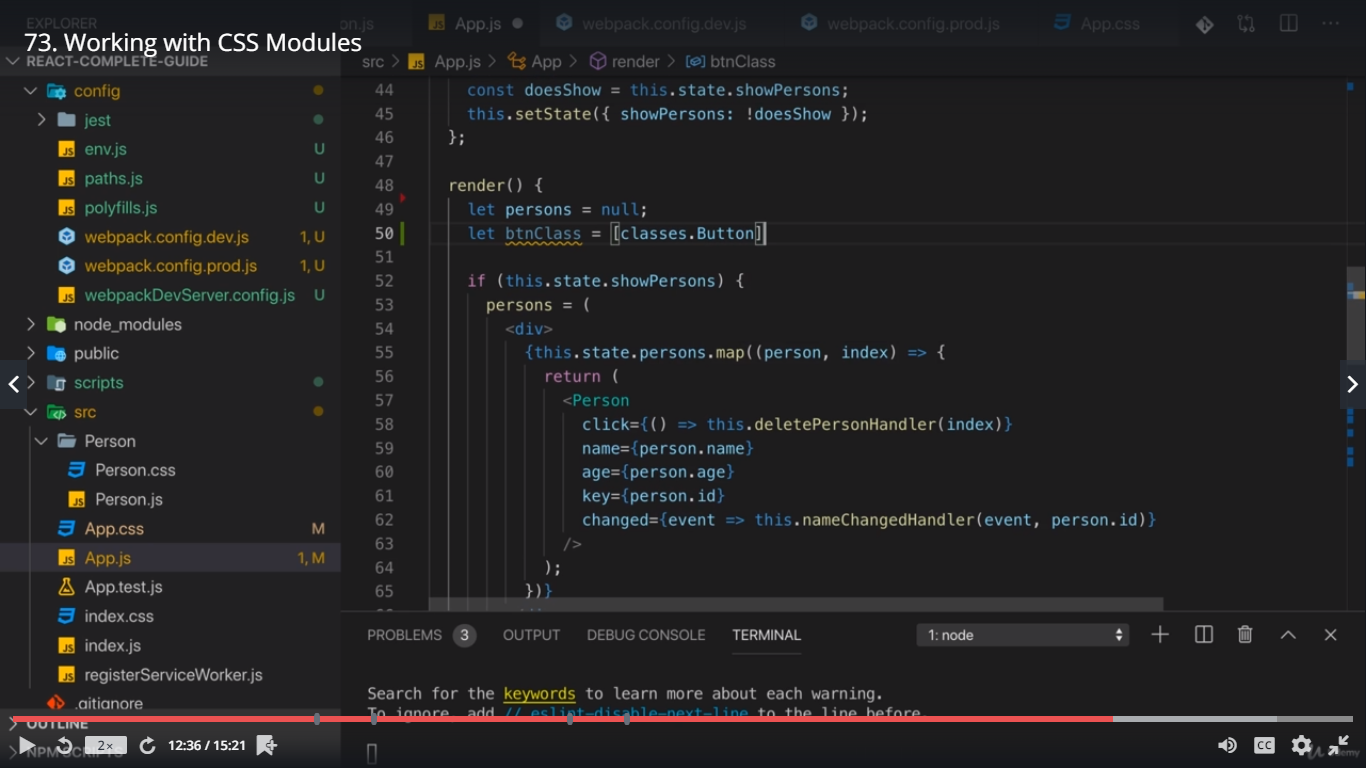 EXPLORER
73. Working with CSS Modules
REACT-COMPLETE-GUIDE
config
jest
env.js U
paths.js U
polyfills.js U
webpack.config.dev.js 1, U
webpack.config.prod.js 1, U
webpackDevServer.config.js U
node_modules
public
scripts
src
Person
Person.css
Person.js
App.css M
App.js 1, M
App.test.js
index.css
index.js
registerServiceWorker.js
.gitignore
OUTLINE
NPM SCRIPTS
on.js App.js webpack.config.dev.js webpack.config.prod.js App.css
src > App.js > App > render > btnClass
44 const doesShow = this.state.showPersons;
45 this.setState({ showPersons: !doesShow });
46 };
47
48 render() {
49 let persons = null;
50 let btnClass = [classes.Button]
51
52 if (this.state.showPersons) {
53 persons = (
54 <div>
55 {this.state.persons.map((person, index) => {
56 return (
57 <Person
58 click={() => this.deletePersonHandler(index)}
59 name={person.name}
60 age={person.age}
61 key={person.id}
62 changed={event => this.nameChangedHandler(event, person.id)}
63 />
64 );
65 })}
PROBLEMS 3 OUTPUT DEBUG CONSOLE TERMINAL 1: node
Search for the keywords to learn more about each warning.
To ignore, add // eslint-disable-next-line to the line before.
2× 12:36 / 15:21 CC